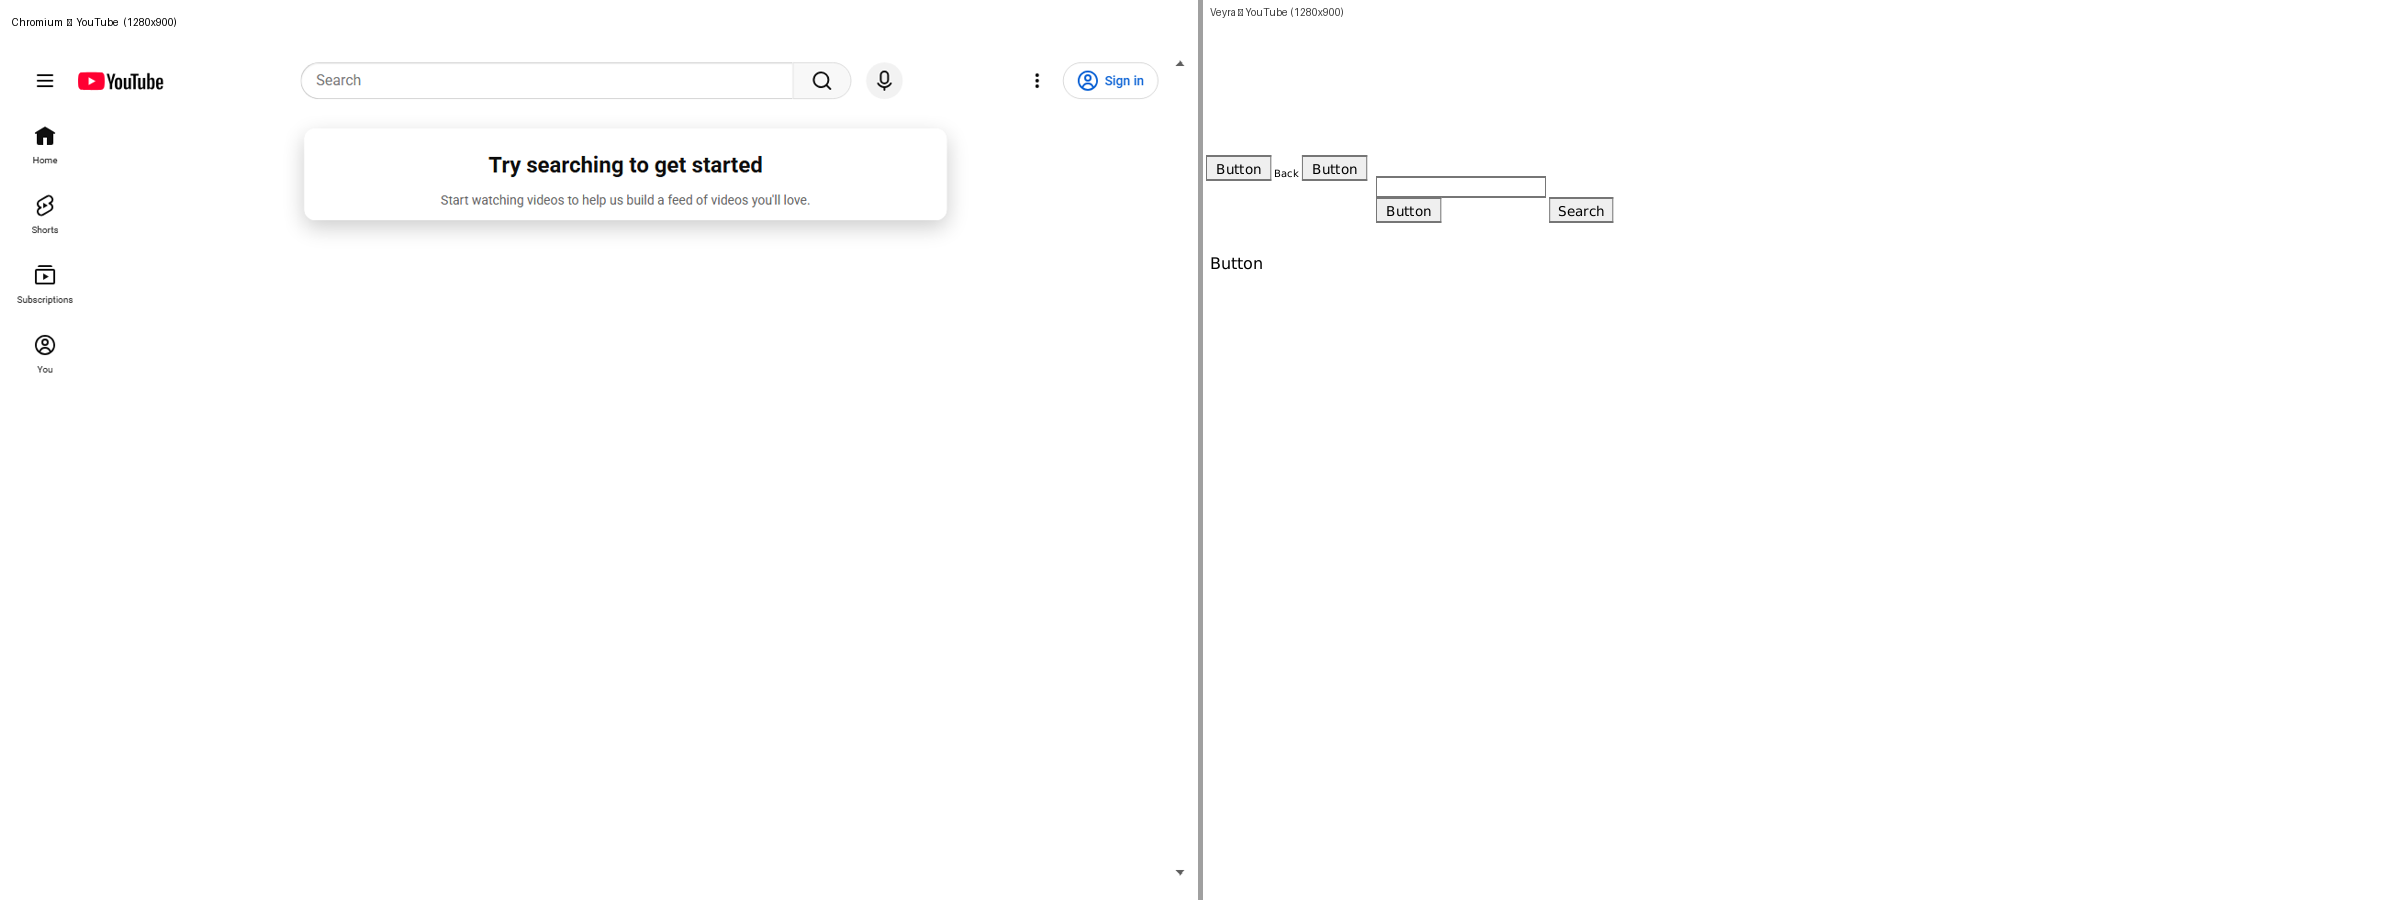 Chromium ▯ YouTube (1280x900)
YouTube
Search
Sign in
Home
Shorts
Subscriptions
You
Try searching to get started
Start watching videos to help us build a feed of videos you'll love.
Veyra ▯ YouTube (1280x900)
Button Back Button
Button Search
Button